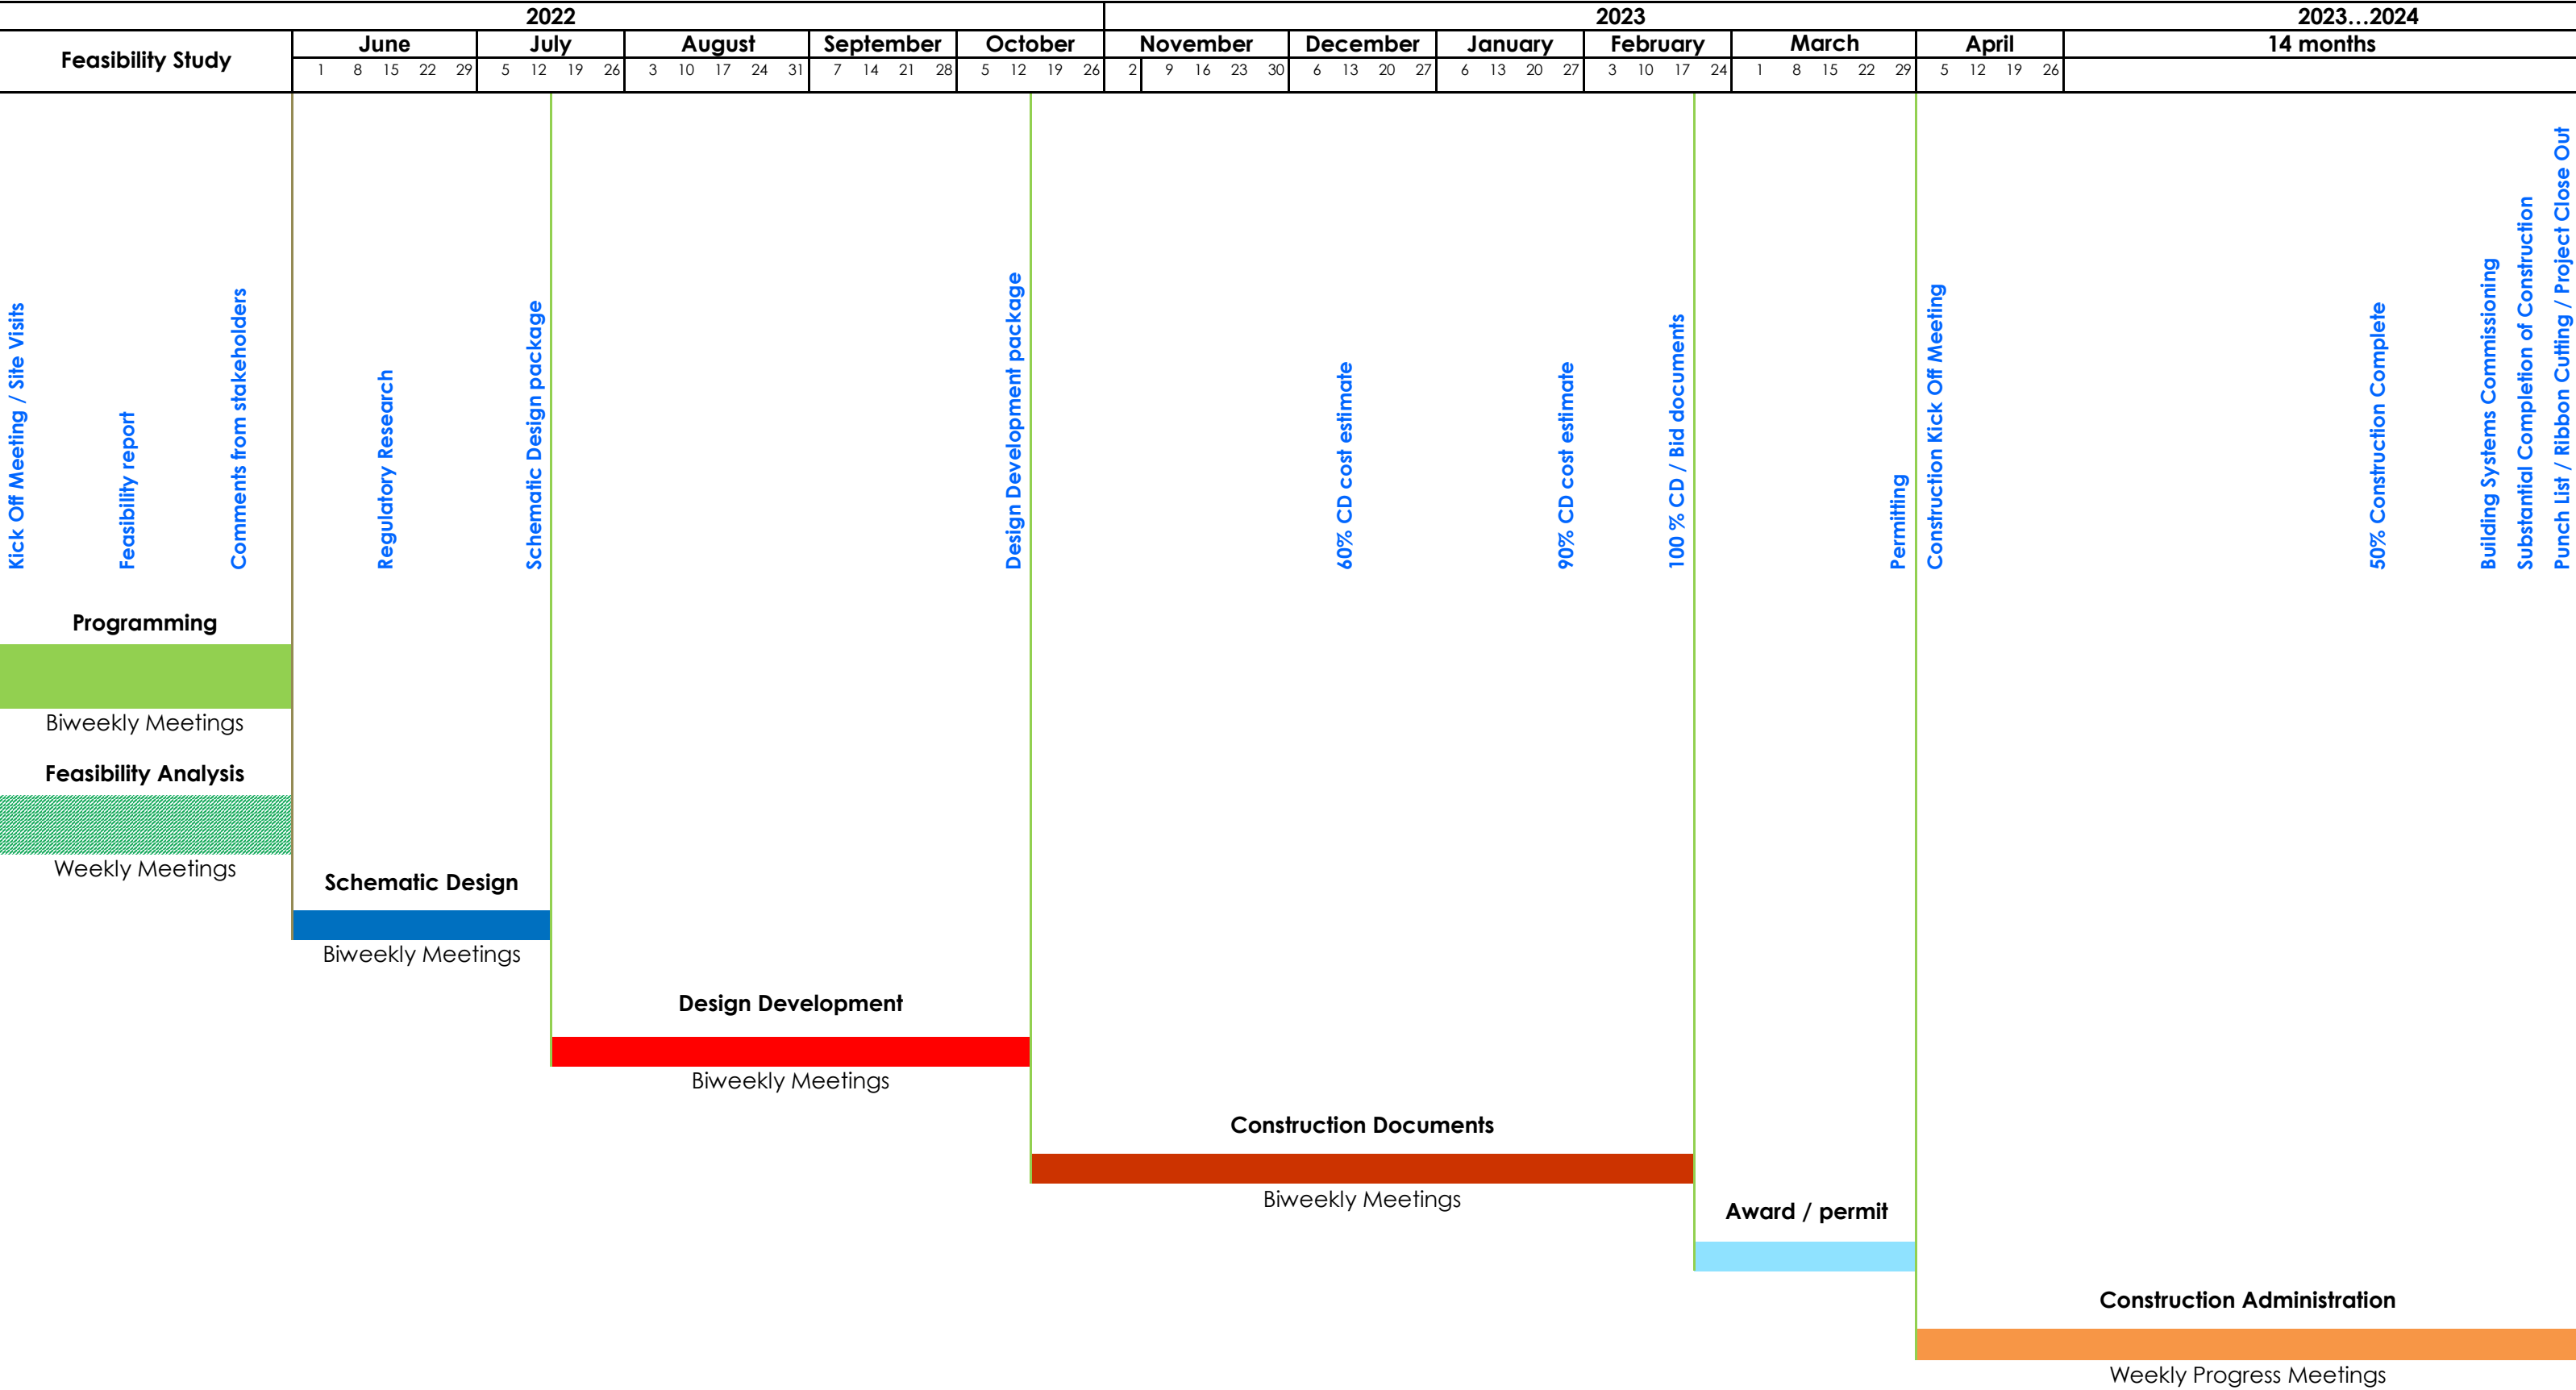 2022 2023 2023...2024
Feasibility Study June July August September October November December January February March April 14 months
1 8 15 22 29 5 12 19 26 3 10 17 24 31 7 14 21 28 5 12 19 26 2 9 16 23 30 6 13 20 27 6 13 20 27 3 10 17 24 1 8 15 22 29 5 12 19 26
Kick Off Meeting / Site Visits
Feasibility report
Comments from stakeholders
Regulatory Research
Schematic Design package
Design Development package
60% CD cost estimate
90% CD cost estimate
100 % CD / Bid documents
Permitting
Construction Kick Off Meeting
50% Construction Complete
Building Systems Commissioning
Substantial Completion of Construction
Punch List / Ribbon Cutting / Project Close Out
Programming
Biweekly Meetings
Feasibility Analysis
Weekly Meetings
Schematic Design
Biweekly Meetings
Design Development
Biweekly Meetings
Construction Documents
Biweekly Meetings
Award / permit
Construction Administration
Weekly Progress Meetings